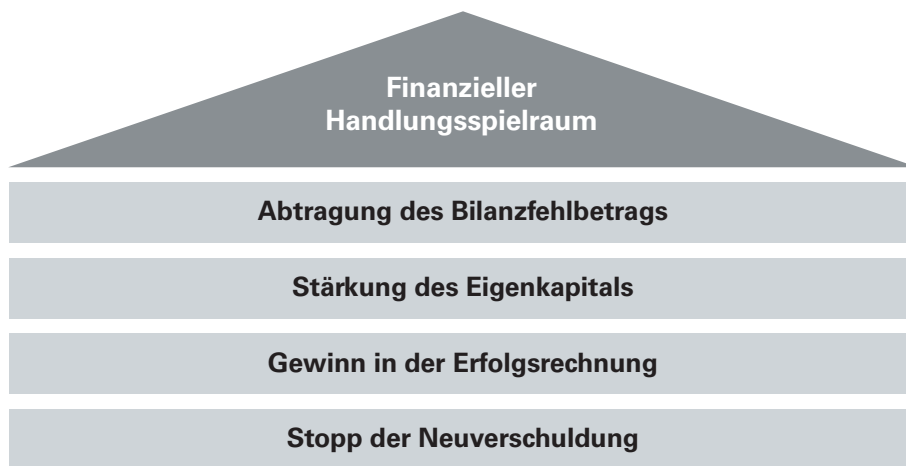 Finanzieller
Handlungsspielraum
Abtragung des Bilanzfehlbetrags
Stärkung des Eigenkapitals
Gewinn in der Erfolgsrechnung
Stopp der Neuverschuldung